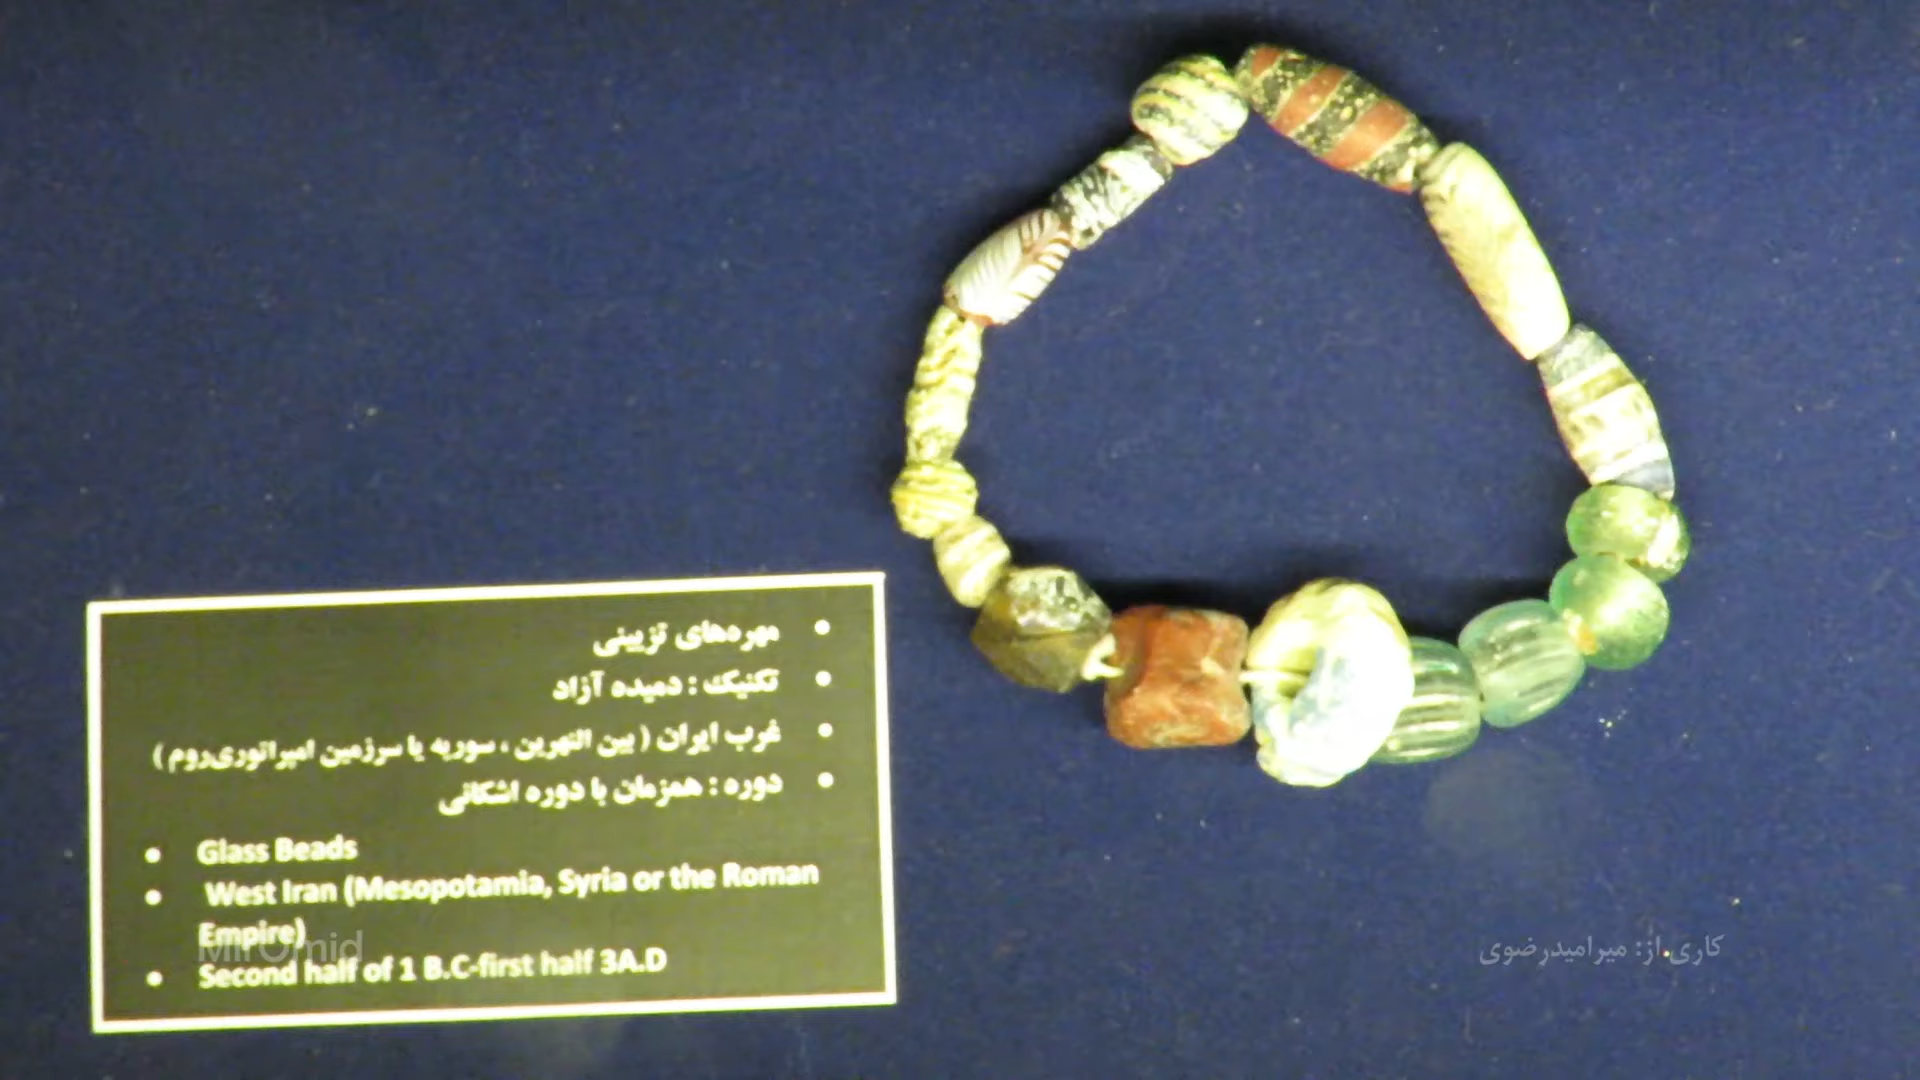 مهره‌های تزیینی
تکنیک : دمیده آزاد
غرب ایران ( بین النهرین ، سوریه یا سرزمین امپراتوری‌روم )
دوره : همزمان با دوره اشکانی
Glass Beads
West Iran (Mesopotamia, Syria or the Roman
Empire)
Second half of 1 B.C-first half 3A.D
MirOmid
کاری.از: میرامیدرضوی